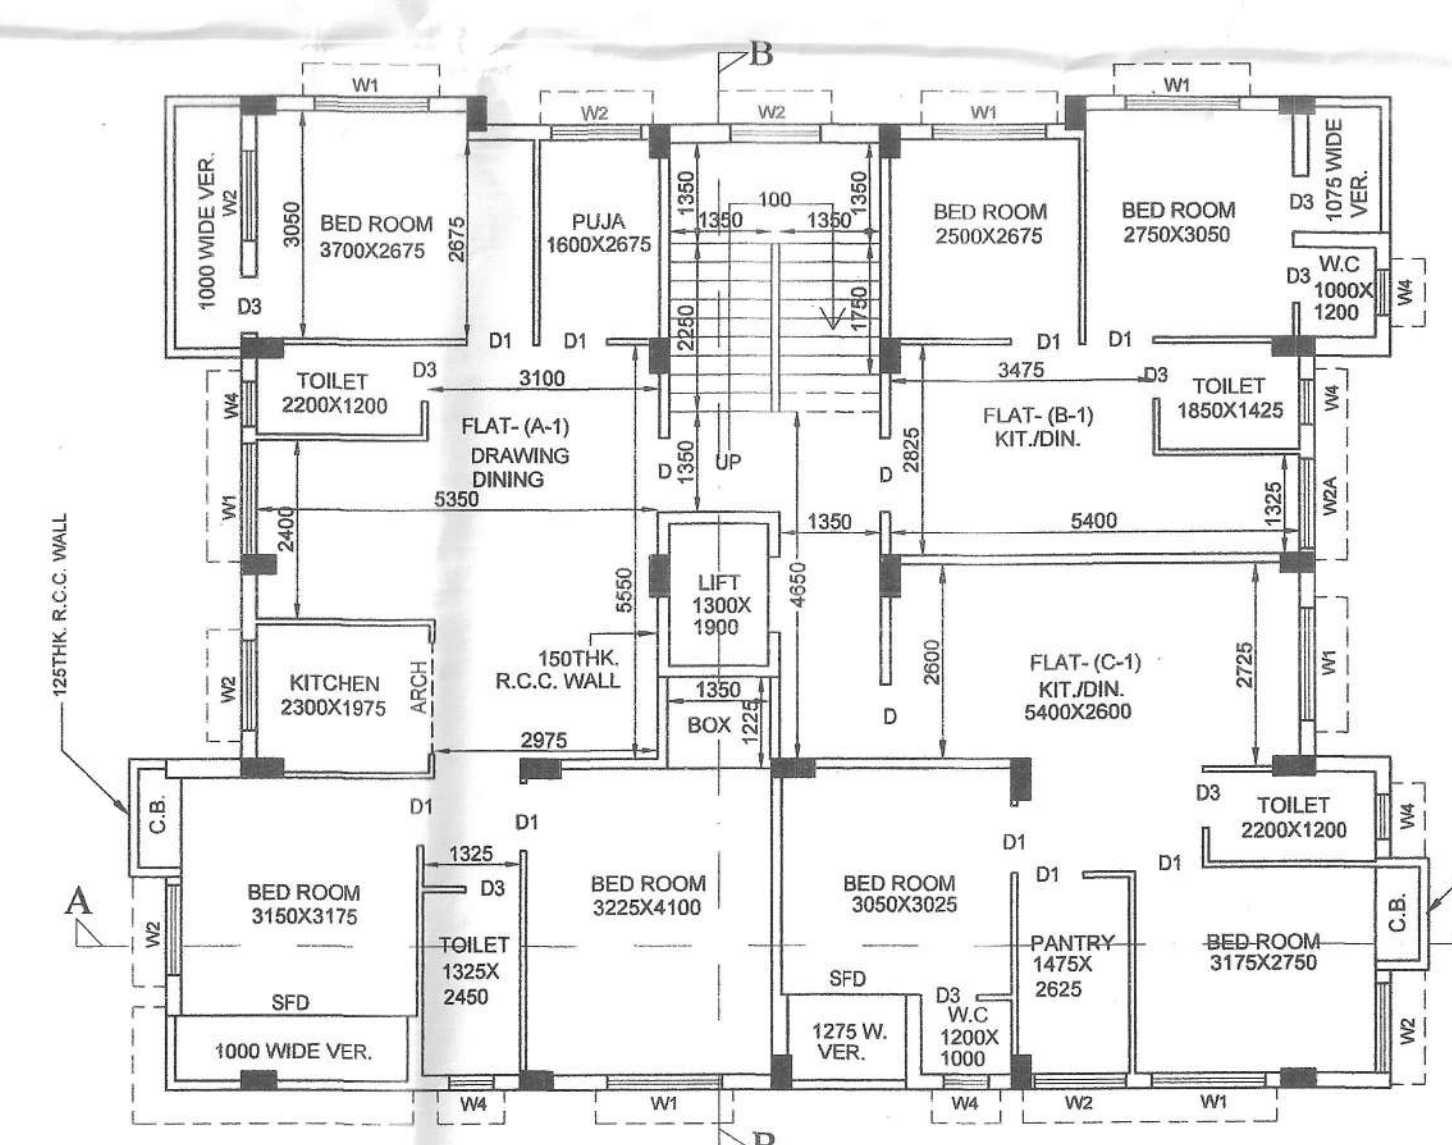 B
W1
W2
W2
W1
W1
1000 WIDE VER.
W2
3050
BED ROOM
3700X2675
2675
PUJA
1600X2675
1350
1350
100
1350
1350
BED ROOM
2500X2675
BED ROOM
2750X3050
D3
1075 WIDE
VER.
D3
W.C
1000X
1200
W4
D3
D1
D1
2250
1750
D1
D1
TOILET
2200X1200
D3
3100
3475
D3
TOILET
1850X1425
W4
W4
FLAT- (A-1)
DRAWING
DINING
FLAT- (B-1)
KIT./DIN.
2825
D
1350
UP
D
W1
2400
5350
1350
5400
1325
W2A
125THK. R.C.C. WALL
5550
LIFT
1300X
1900
4650
150THK.
R.C.C. WALL
2600
FLAT- (C-1)
KIT./DIN.
5400X2600
2725
W1
W2
KITCHEN
2300X1975
ARCH
1350
BOX
1225
D
2975
C.B.
D1
D1
D1
D3
TOILET
2200X1200
W4
1325
D3
D1
D1
A
W2
BED ROOM
3150X3175
BED ROOM
3225X4100
BED ROOM
3050X3025
C.B.
TOILET
1325X
2450
PANTRY
1475X
2625
BED ROOM
3175X2750
SFD
SFD
D3
W.C
1200X
1000
1000 WIDE VER.
1275 W.
VER.
W2
W4
W1
W4
W2
W1
B